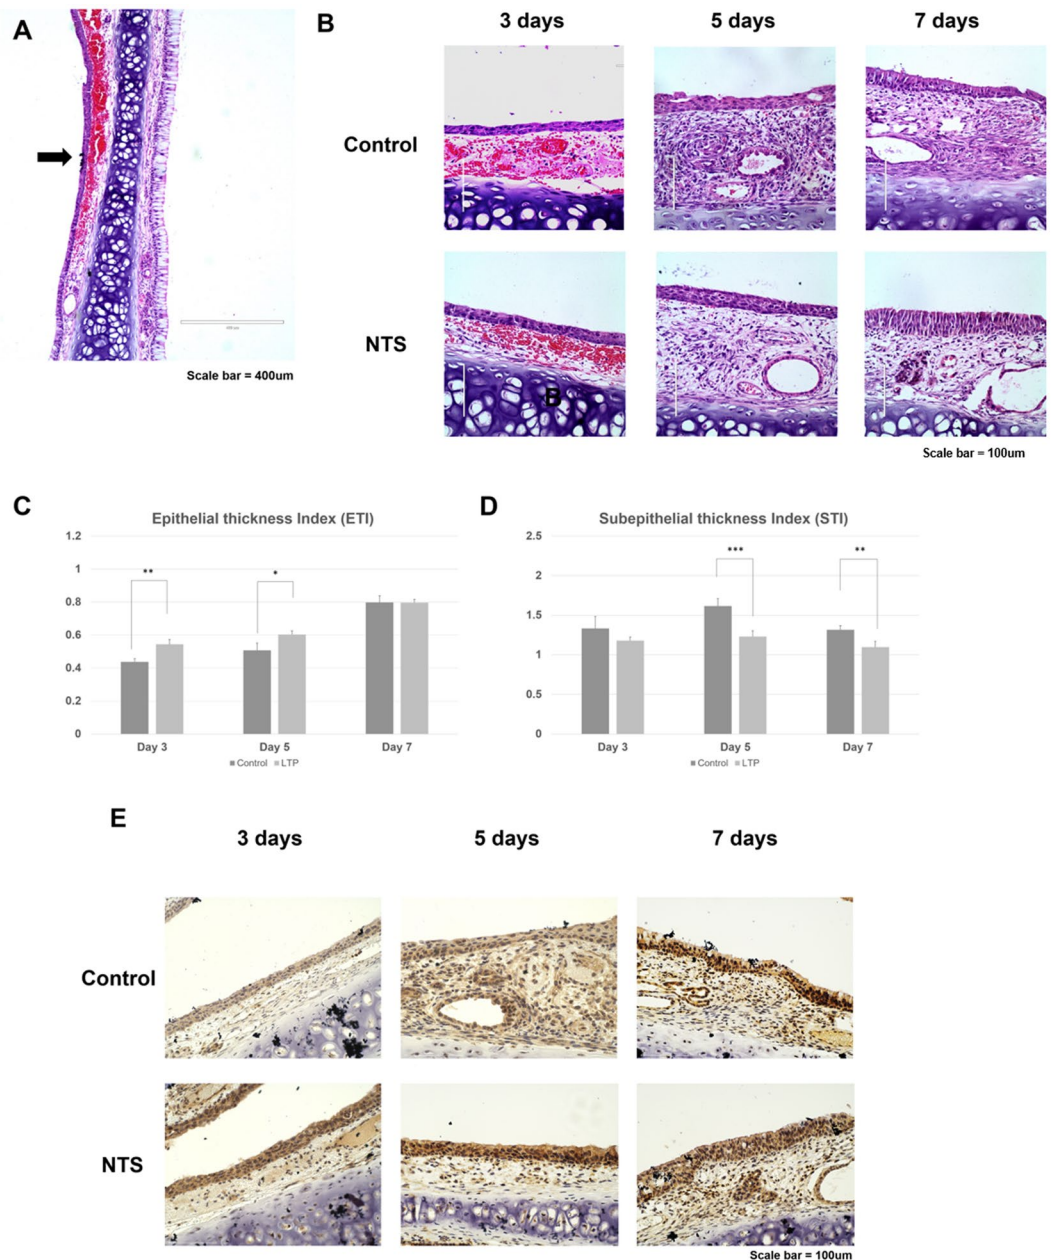 A
Scale bar = 400um
B
3 days
5 days
7 days
Control
NTS
B
Scale bar = 100um
C
Epithelial thickness Index (ETI)
1.2
1
0.8
0.6
0.4
0.2
0
**
*
Day 3
Day 5
Day 7
Control
LTP
D
Subepithelial thickness Index (STI)
2.5
2
1.5
1
0.5
0
***
**
Day 3
Day 5
Day 7
Control
LTP
E
3 days
5 days
7 days
Control
NTS
Scale bar = 100um